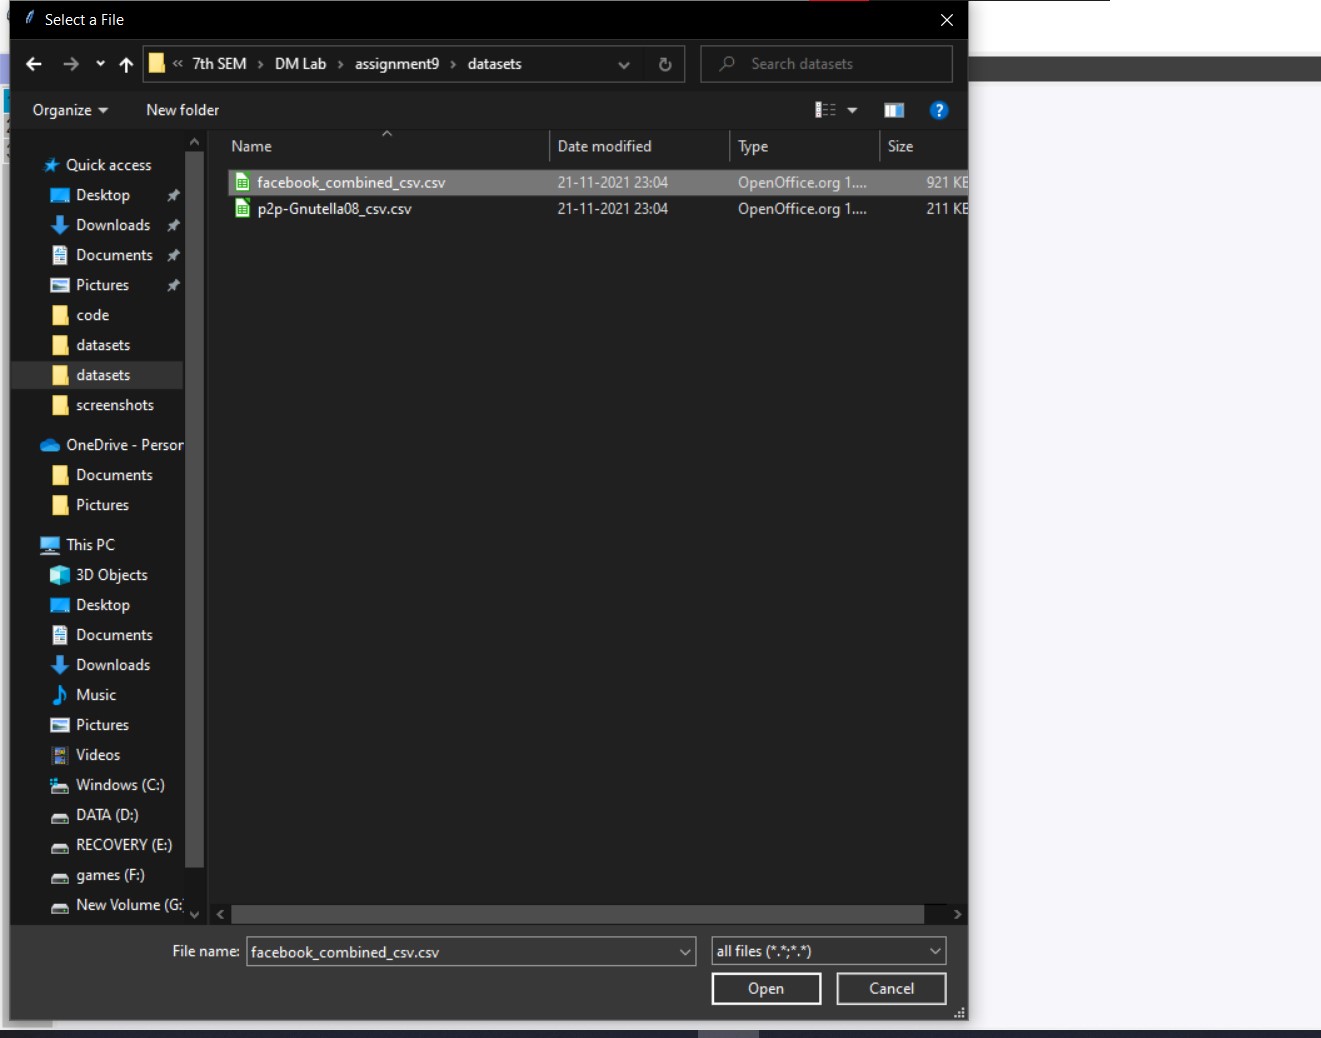 Select a File
« 7th SEM > DM Lab > assignment9 > datasets
Search datasets
Organize
New folder
?
Name
Date modified
Type
Size
facebook_combined_csv.csv 21-11-2021 23:04 OpenOffice.org 1.... 921 KB
p2p-Gnutella08_csv.csv 21-11-2021 23:04 OpenOffice.org 1.... 211 KB
Quick access
Desktop
Downloads
Documents
Pictures
code
datasets
datasets
screenshots
OneDrive - Person
Documents
Pictures
This PC
3D Objects
Desktop
Documents
Downloads
Music
Pictures
Videos
Windows (C:)
DATA (D:)
RECOVERY (E:)
games (F:)
New Volume (G:)
File name: facebook_combined_csv.csv
all files (*.*;*.*)
Open
Cancel